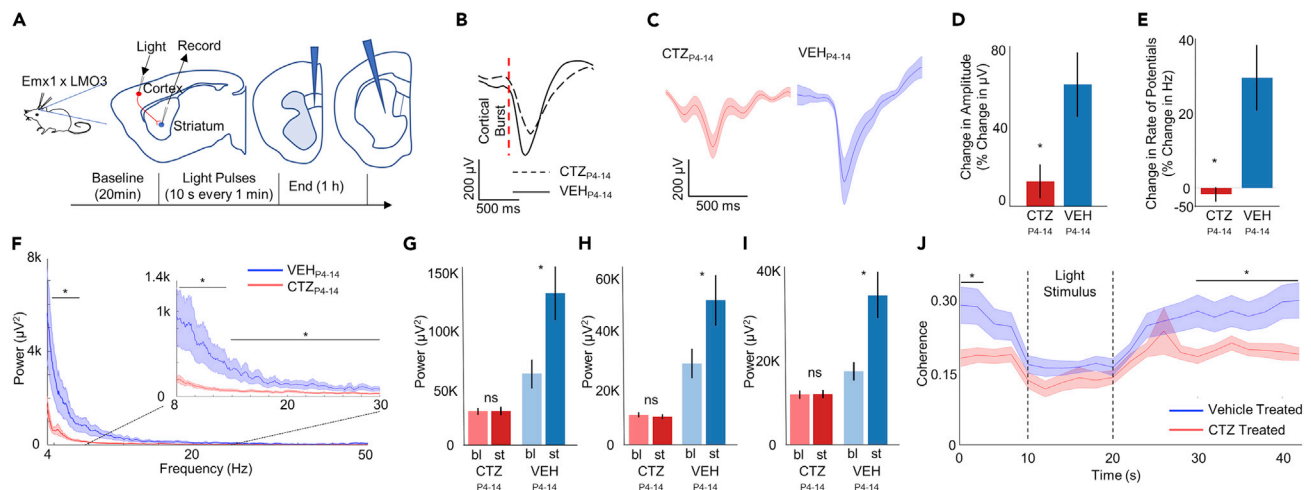 A
Light
Record
Emx1 x LMO3
Cortex
Striatum
Baseline
(20min)
Light Pulses
(10 s every 1 min)
End (1 h)
B
Cortical
Burst
200 µV
500 ms
CTZP4-14
VEHP4-14
C
CTZP4-14
VEHP4-14
200 µV
500 ms
D
Change in Amplitude
(% Change in µV)
80
40
0
*
CTZ
P4-14
VEH
P4-14
E
Change in Rate of Potentials
(% Change in Hz)
40
20
0
-50
*
CTZ
P4-14
VEH
P4-14
F
Power (µV²)
8k
4k
0
*
4
20
50
Frequency (Hz)
1.4k
1k
0
*
*
8
20
30
VEHP4-14
CTZP4-14
G
Power (µV²)
150K
100K
50K
0
ns
*
bl st bl st
CTZ VEH
P4-14 P4-14
H
Power (µV²)
60K
40K
20K
0
ns
*
bl st bl st
CTZ VEH
P4-14 P4-14
I
Power (µV²)
40K
20K
0
ns
*
bl st bl st
CTZ VEH
P4-14 P4-14
J
Coherence
0.30
0.15
0
*
Light
Stimulus
*
Vehicle Treated
CTZ Treated
0 10 20 30 40
Time (s)